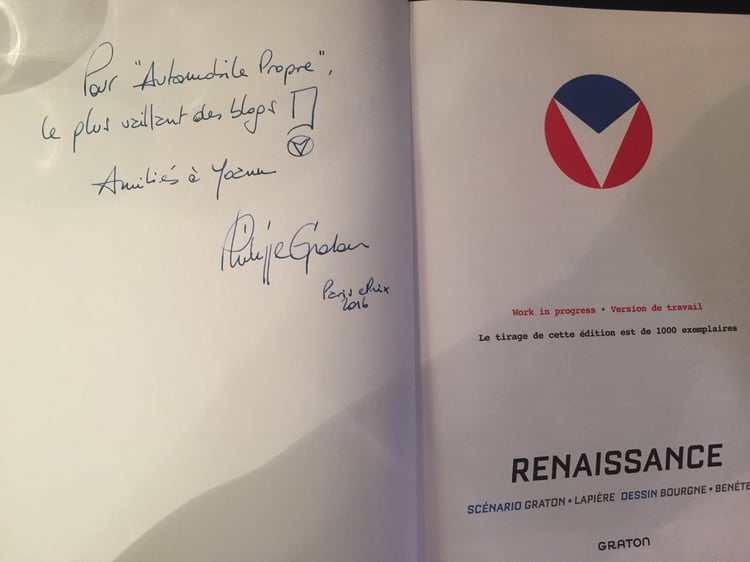 Pour "Automobile Propre",
le plus vaillant des blogs !
Amitiés à Yoann
Philippe Graton
Paris ePrix
2016
Work in progress • Version de travail
Le tirage de cette édition est de 1000 exemplaires
RENAISSANCE
SCÉNARIO GRATON • LAPIÈRE DESSIN BOURGNE • BENÉTE
GRATON